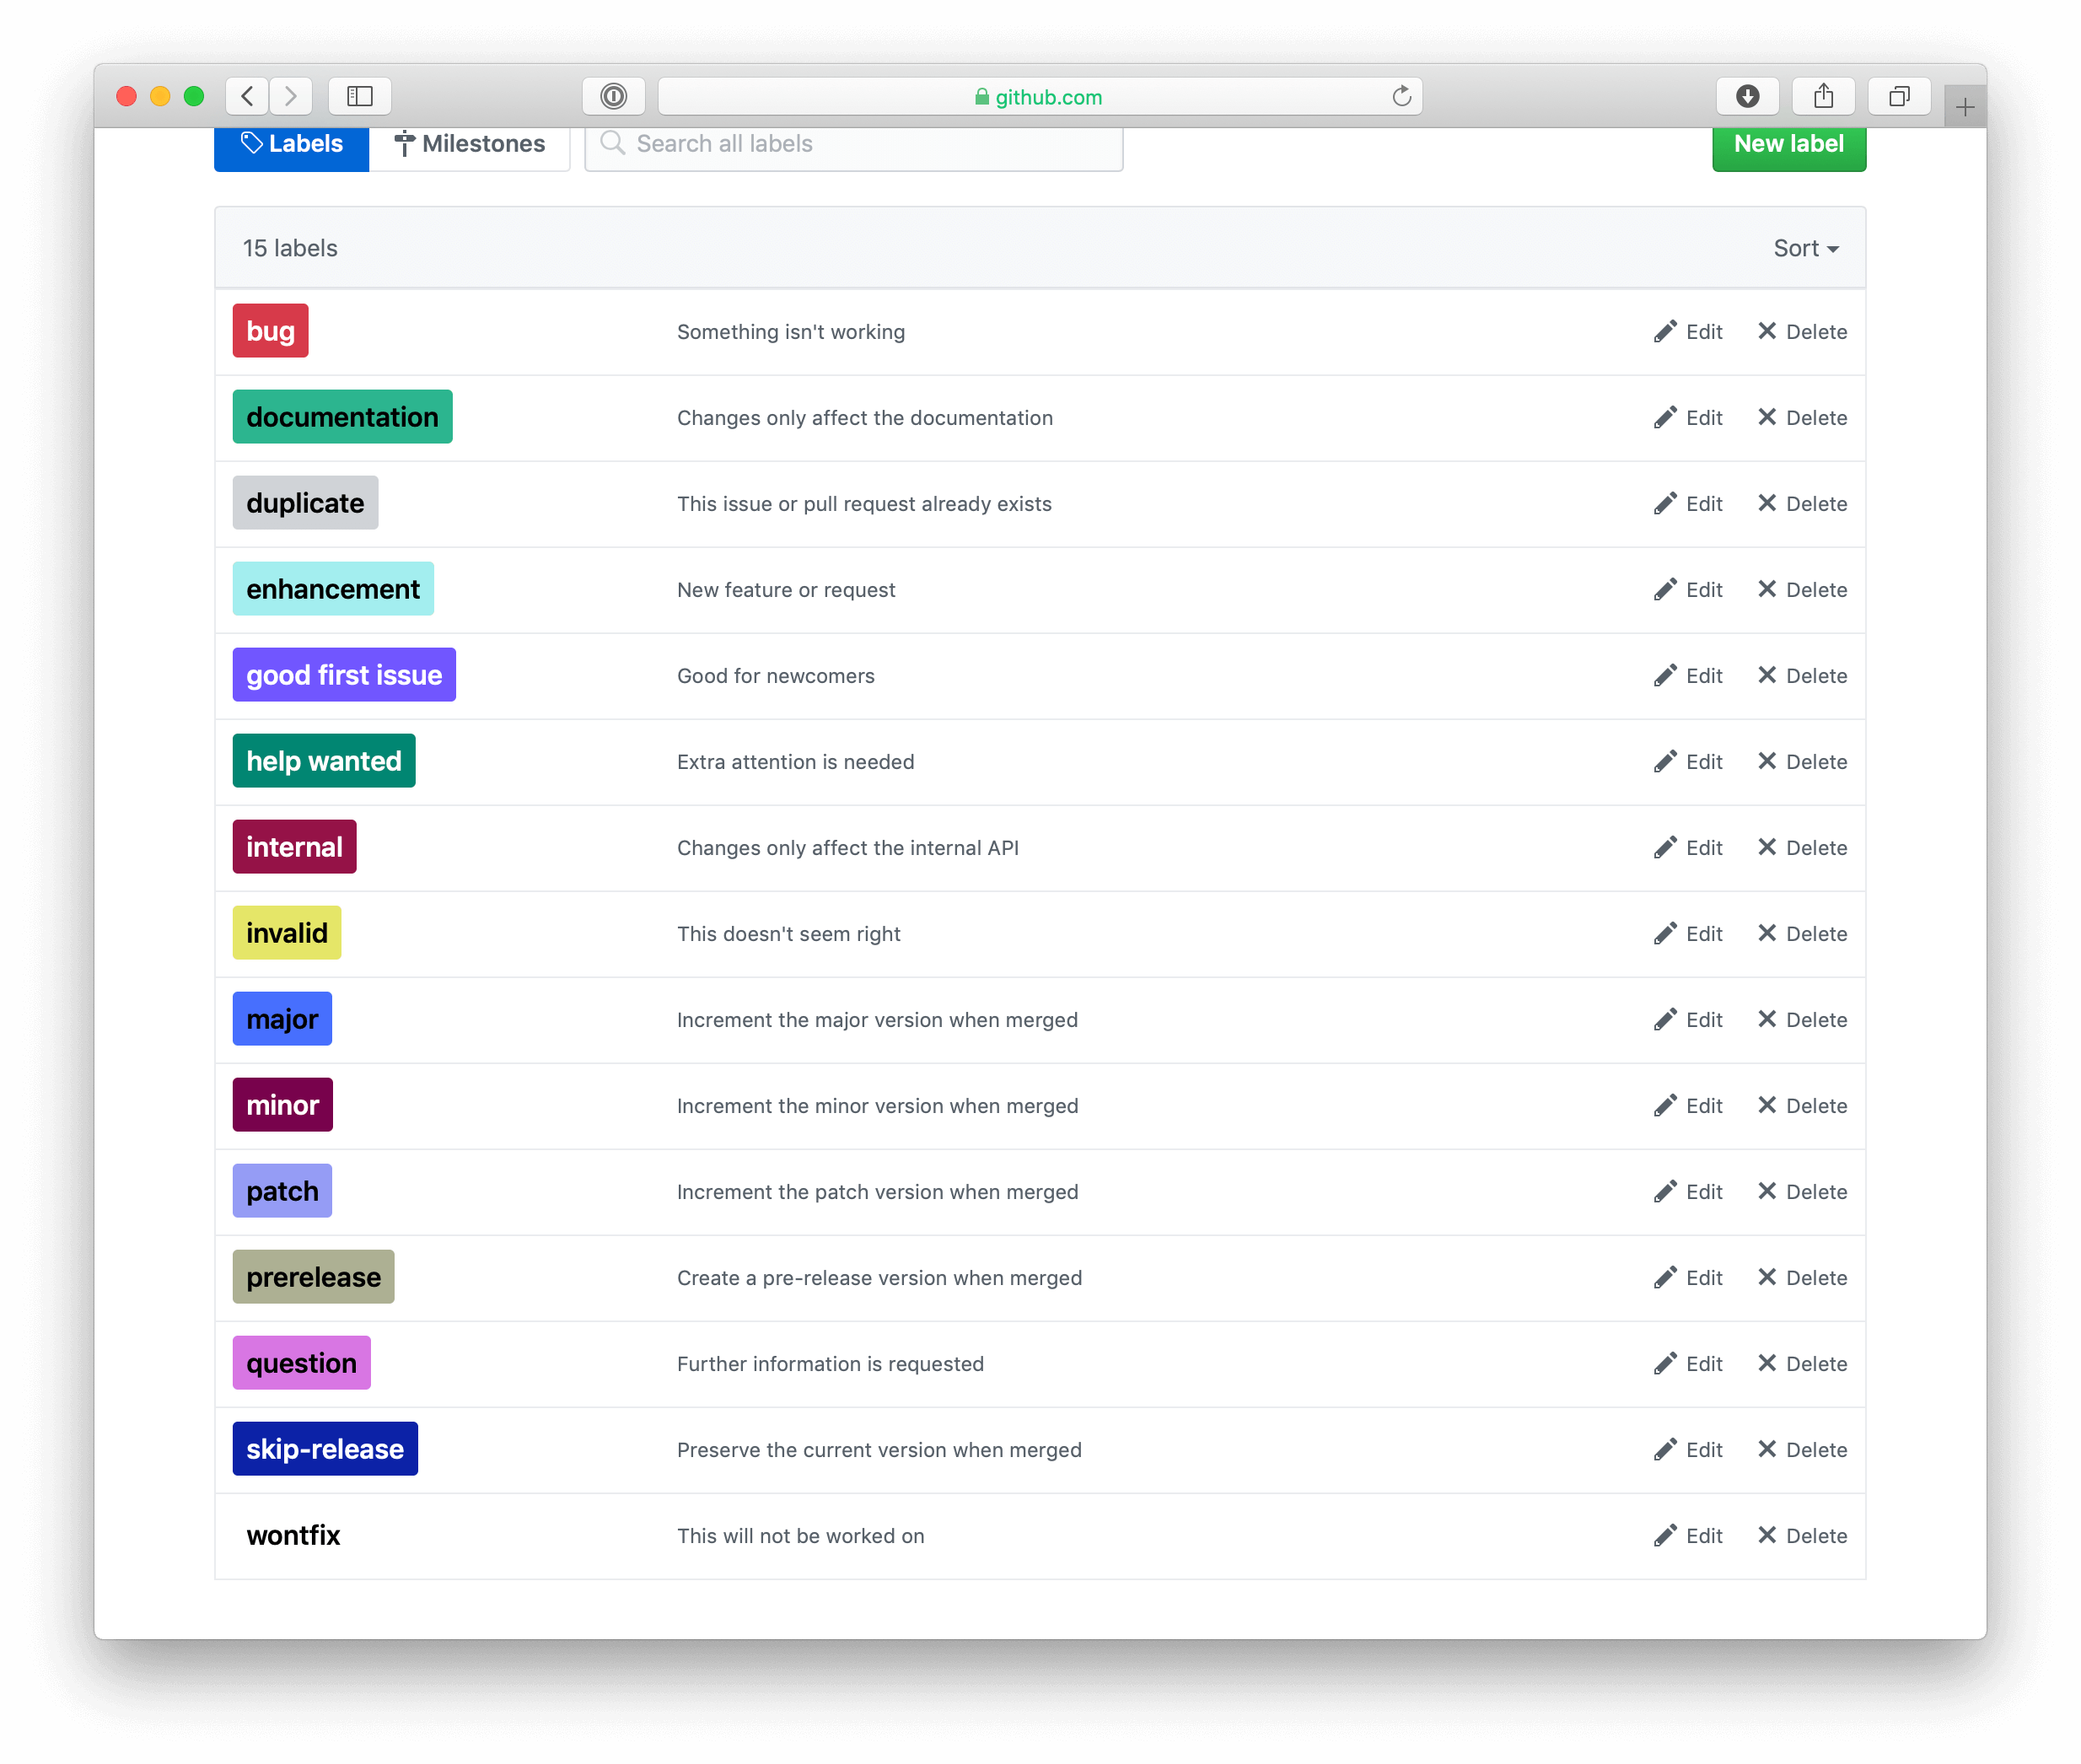 github.com
Labels Milestones Search all labels New label
15 labels Sort
bug Something isn't working Edit Delete
documentation Changes only affect the documentation Edit Delete
duplicate This issue or pull request already exists Edit Delete
enhancement New feature or request Edit Delete
good first issue Good for newcomers Edit Delete
help wanted Extra attention is needed Edit Delete
internal Changes only affect the internal API Edit Delete
invalid This doesn't seem right Edit Delete
major Increment the major version when merged Edit Delete
minor Increment the minor version when merged Edit Delete
patch Increment the patch version when merged Edit Delete
prerelease Create a pre-release version when merged Edit Delete
question Further information is requested Edit Delete
skip-release Preserve the current version when merged Edit Delete
wontfix This will not be worked on Edit Delete